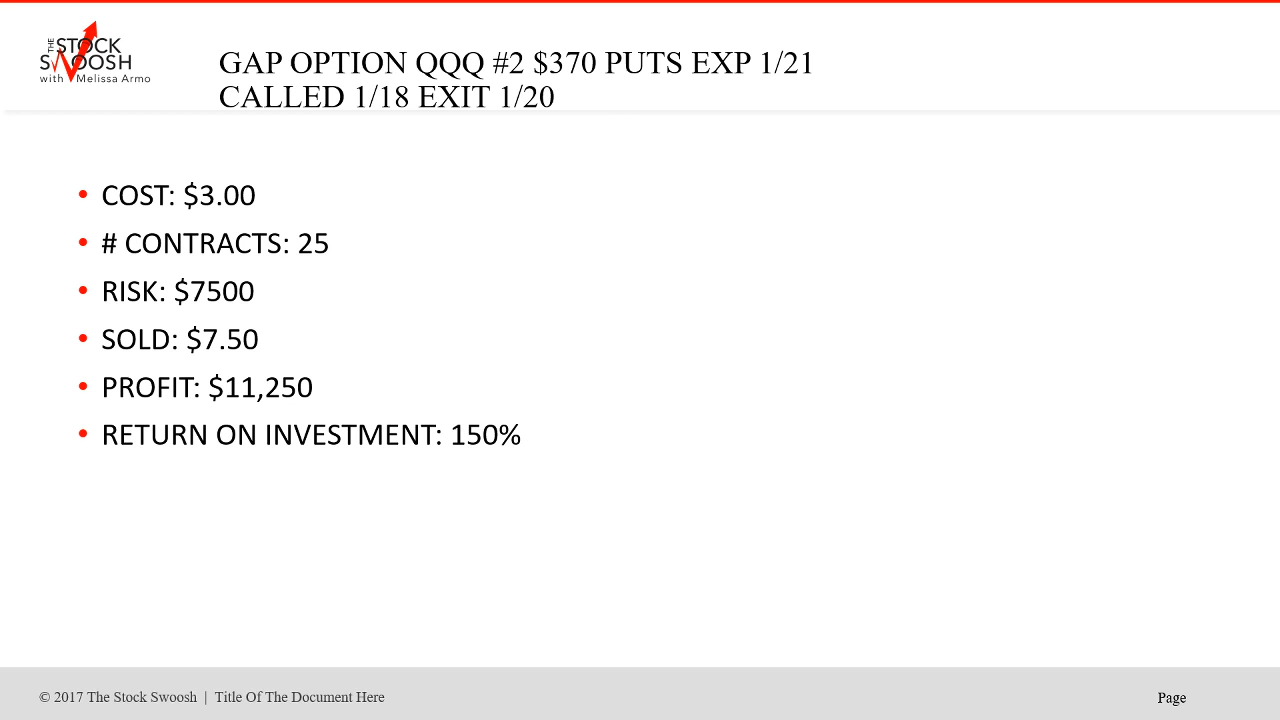 THE
STOCK
SWOOSH
with Melissa Armo
GAP OPTION QQQ #2 $370 PUTS EXP 1/21
CALLED 1/18 EXIT 1/20
• COST: $3.00
• # CONTRACTS: 25
• RISK: $7500
• SOLD: $7.50
• PROFIT: $11,250
• RETURN ON INVESTMENT: 150%
© 2017 The Stock Swoosh | Title Of The Document Here
Page